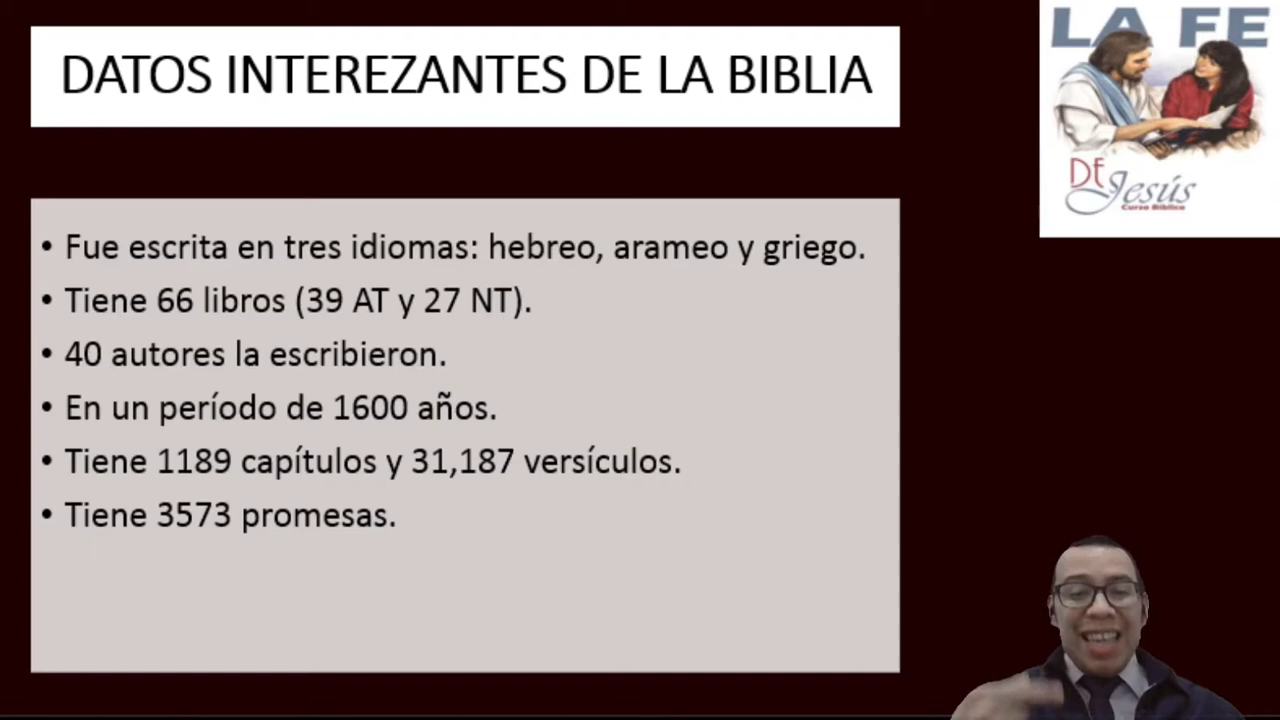 DATOS INTEREZANTES DE LA BIBLIA
LA FE
DE Jesús
Curso Bíblico
• Fue escrita en tres idiomas: hebreo, arameo y griego.
• Tiene 66 libros (39 AT y 27 NT).
• 40 autores la escribieron.
• En un período de 1600 años.
• Tiene 1189 capítulos y 31,187 versículos.
• Tiene 3573 promesas.